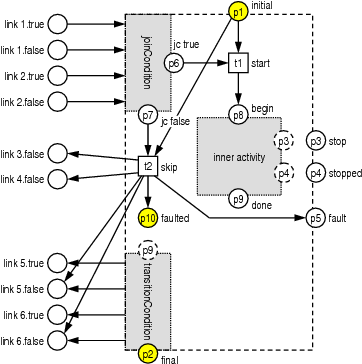 initial
p1
link 1.true
link 1.false
link 2.true
link 2.false
joinCondition
jc true
p6
t1
start
p7
jc false
p8
begin
inner activity
p3
p3
stop
p4
p4
stopped
link 3.false
link 4.false
t2
skip
p9
done
p10
faulted
p5
fault
p9
transitionCondition
link 5.true
link 5.false
link 6.true
link 6.false
p2
final